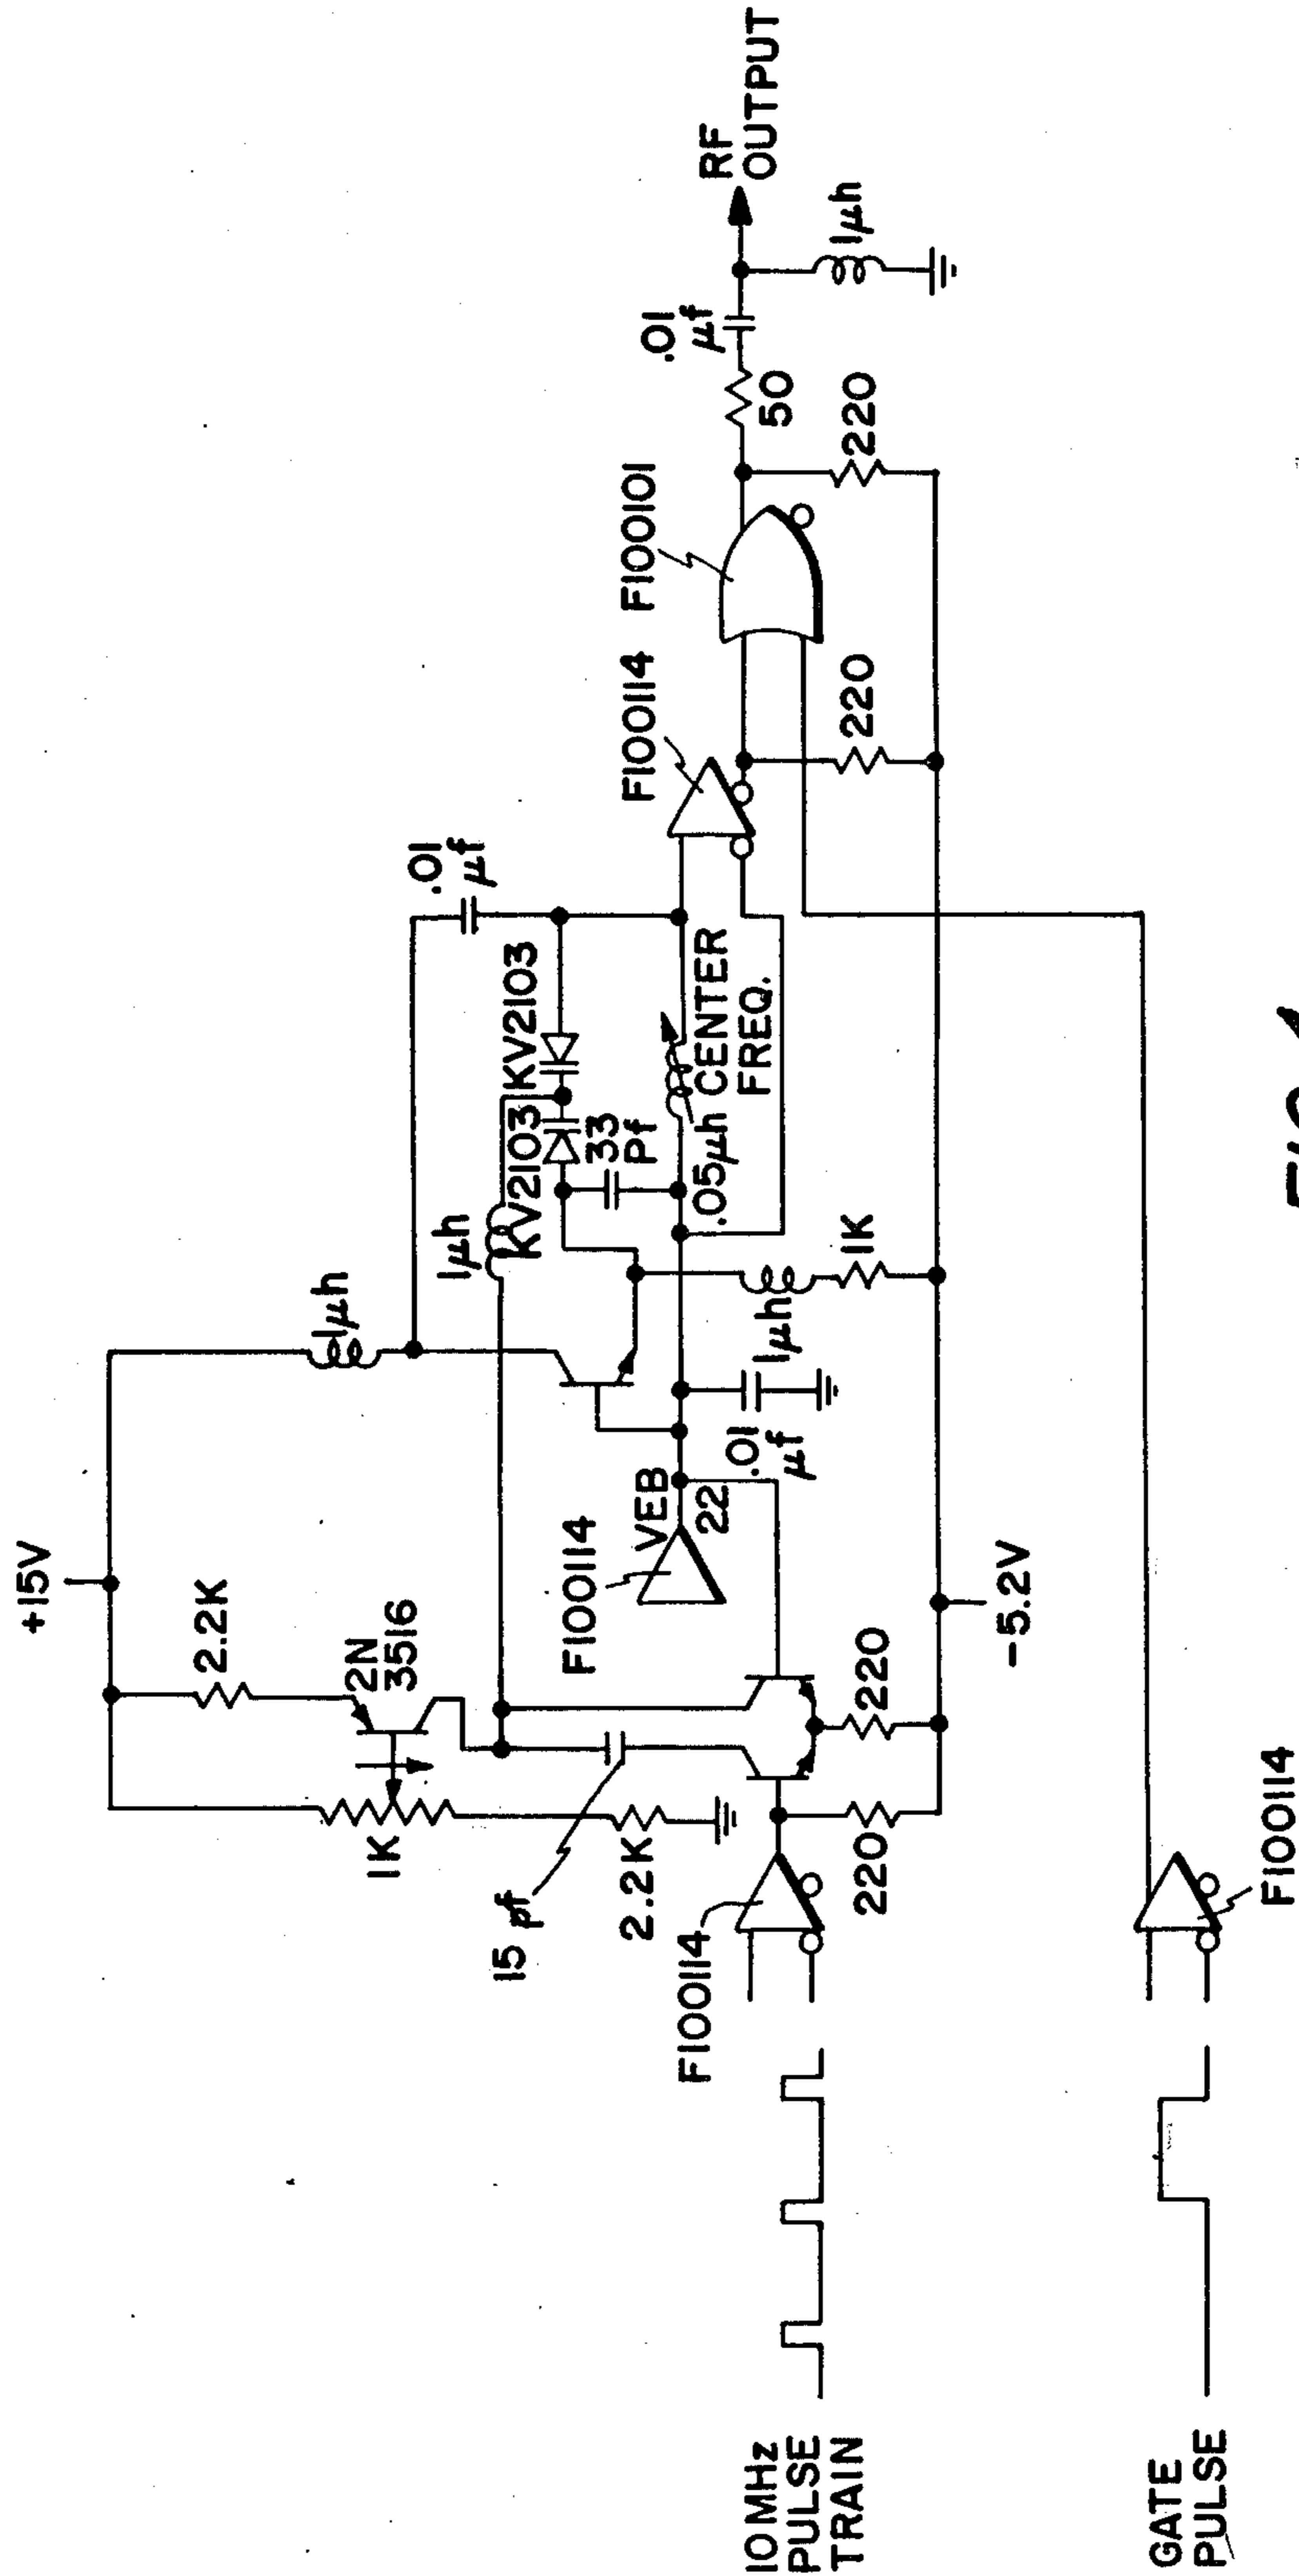 +15V
2.2K
1µh
2N
3516
1K
15 pf
2.2K
.01
µf
1µh
KV2103
KV2103
33
Pf
F100114
VEB
22
.01
µf
.05µh CENTER
FREQ.
1µh
1K
F100114
F100101
.01
µf
RF
OUTPUT
50
1µh
F100114
220
220
220
220
-5.2V
10MHz
PULSE
TRAIN
GATE
PULSE
F100114